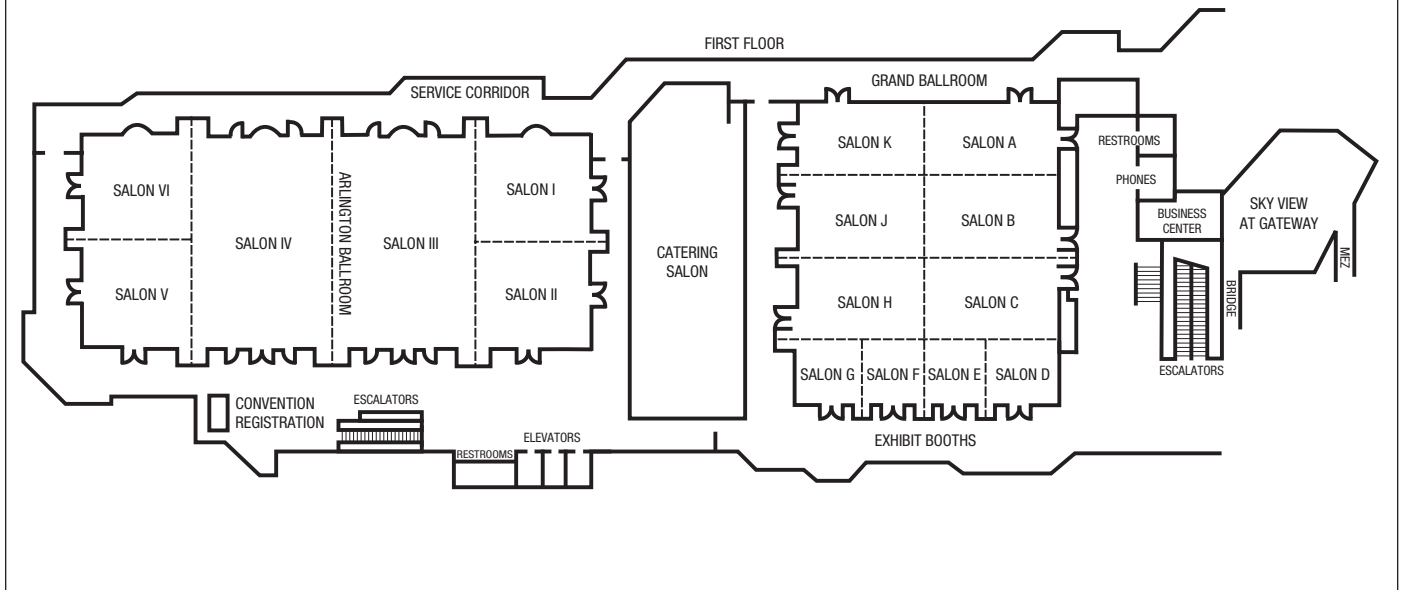 FIRST FLOOR
GRAND BALLROOM
SERVICE CORRIDOR
SALON K
SALON A
RESTROOMS
PHONES
SALON VI
SALON I
ARLINGTON BALLROOM
SALON IV
SALON III
SALON V
SALON II
CATERING
SALON
SALON J
SALON B
BUSINESS
CENTER
SKY VIEW
AT GATEWAY
MEZ
BRIDGE
SALON H
SALON C
SALON G
SALON F
SALON E
SALON D
ESCALATORS
CONVENTION
REGISTRATION
ESCALATORS
RESTROOMS
ELEVATORS
EXHIBIT BOOTHS